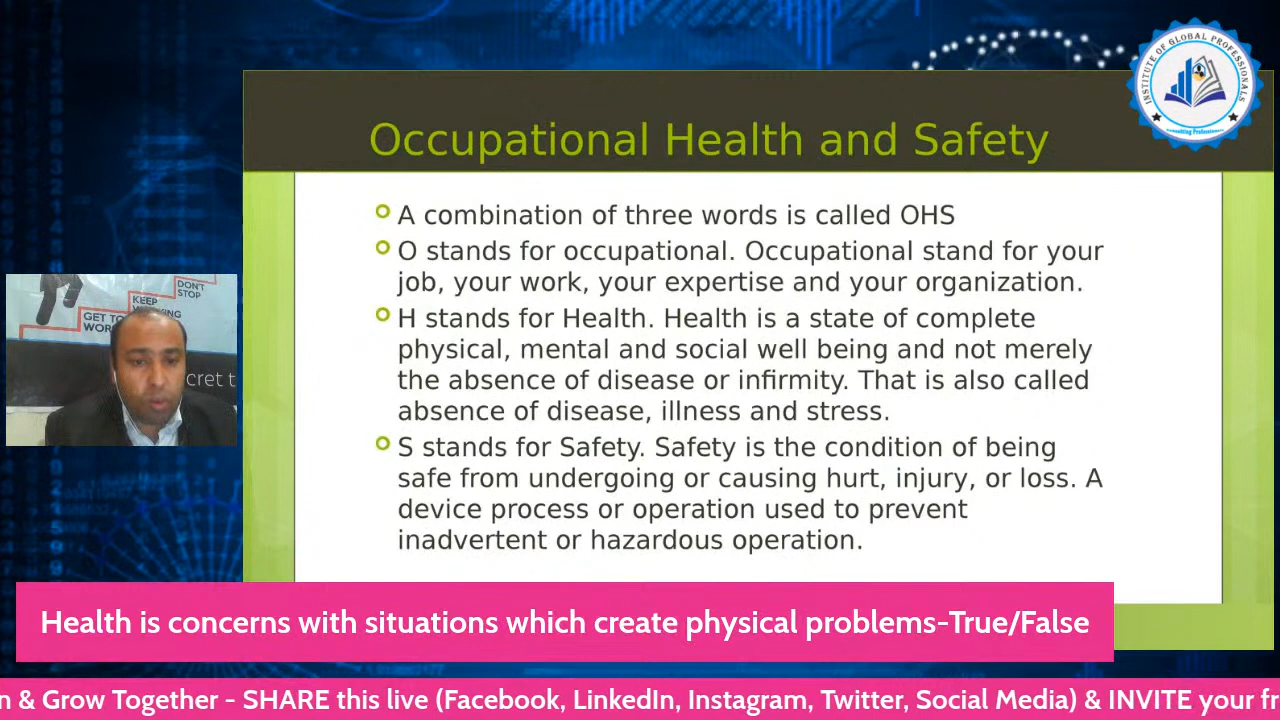 INSTITUTE OF GLOBAL PROFESSIONALS
Occupational Health and Safety
A combination of three words is called OHS
O stands for occupational. Occupational stand for your
job, your work, your expertise and your organization.
H stands for Health. Health is a state of complete
physical, mental and social well being and not merely
the absence of disease or infirmity. That is also called
absence of disease, illness and stress.
S stands for Safety. Safety is the condition of being
safe from undergoing or causing hurt, injury, or loss. A
device process or operation used to prevent
inadvertent or hazardous operation.
DON'T
STOP
KEEP
WORKING
GET TO
WOR
cret t
Health is concerns with situations which create physical problems-True/False
n & Grow Together - SHARE this live (Facebook, LinkedIn, Instagram, Twitter, Social Media) & INVITE your fr